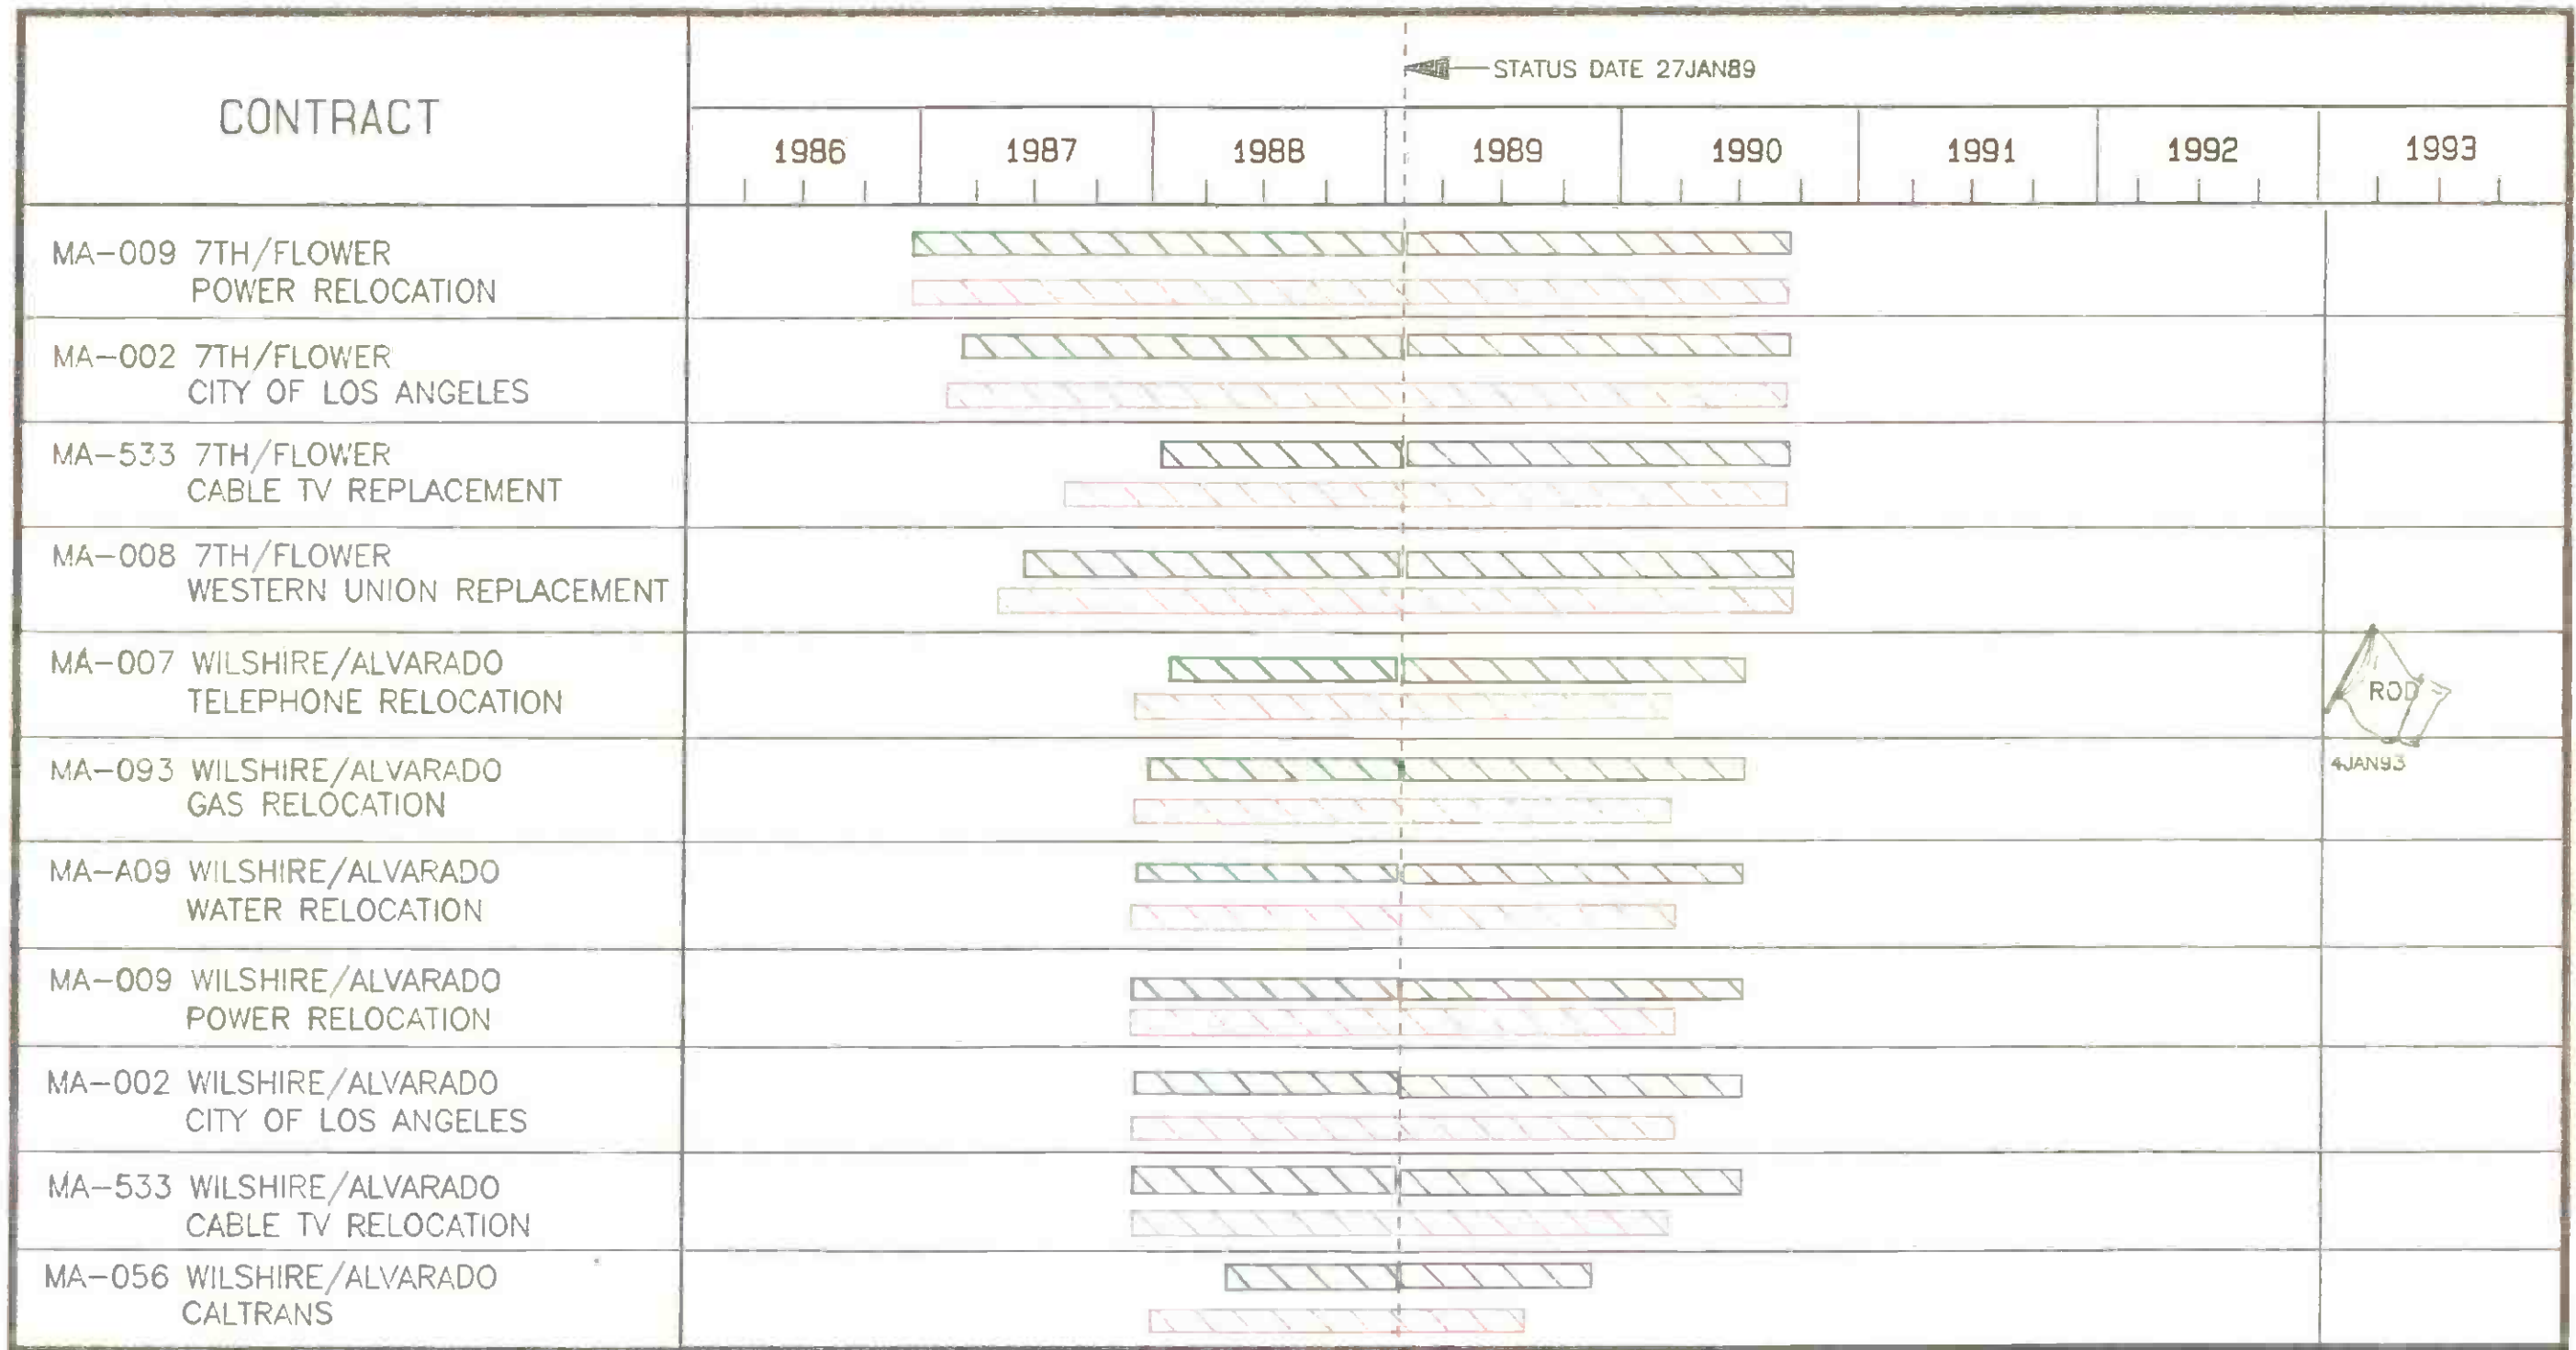 STATUS DATE 27JAN89
CONTRACT
1986 1987 1988 1989 1990 1991 1992 1993
MA-009 7TH/FLOWER
POWER RELOCATION
MA-002 7TH/FLOWER
CITY OF LOS ANGELES
MA-533 7TH/FLOWER
CABLE TV REPLACEMENT
MA-008 7TH/FLOWER
WESTERN UNION REPLACEMENT
MA-007 WILSHIRE/ALVARADO
TELEPHONE RELOCATION
ROD
MA-093 WILSHIRE/ALVARADO
GAS RELOCATION
4JAN93
MA-A09 WILSHIRE/ALVARADO
WATER RELOCATION
MA-009 WILSHIRE/ALVARADO
POWER RELOCATION
MA-002 WILSHIRE/ALVARADO
CITY OF LOS ANGELES
MA-533 WILSHIRE/ALVARADO
CABLE TV RELOCATION
MA-056 WILSHIRE/ALVARADO
CALTRANS